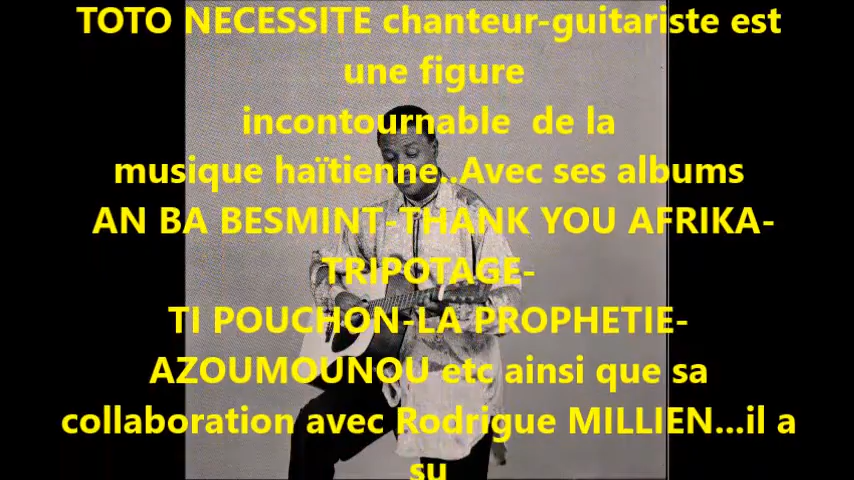 TOTO NECESSITE chanteur-guitariste est
une figure
incontournable  de la
musique haïtienne..Avec ses albums
AN BA BESMINT-THANK YOU AFRIKA-
TRIPOTAGE-
TI POUCHON-LA PROPHETIE-
AZOUMOUNOU etc ainsi que sa
collaboration avec Rodrigue MILLIEN...il a
su